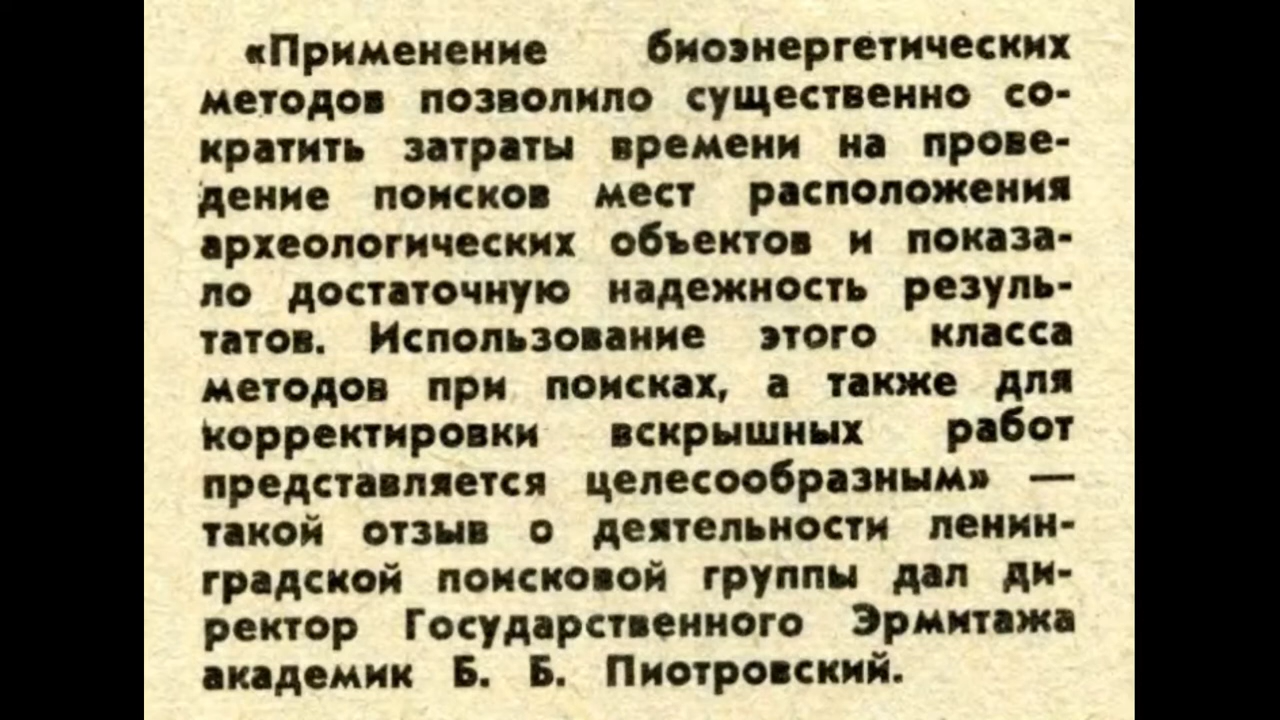 «Применение биоэнергетических
методов позволило существенно со-
кратить затраты времени на прове-
дение поисков мест расположения
археологических объектов и показа-
ло достаточную надежность резуль-
татов. Использование этого класса
методов при поисках, а также для
корректировки вскрышных работ
представляется целесообразным» —
такой отзыв о деятельности ленин-
градской поисковой группы дал ди-
ректор Государственного Эрмитажа
академик Б. Б. Пиотровский.